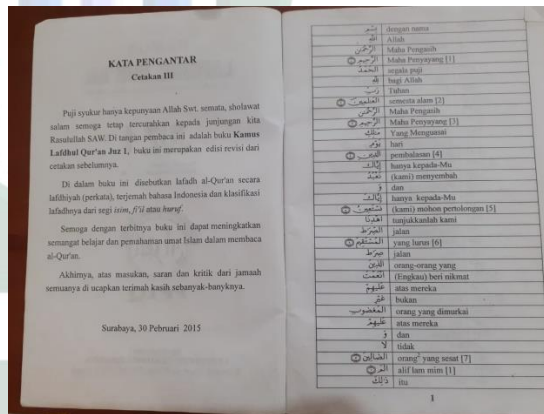 KATA PENGANTAR
Cetakan III
Puji syukur hanya kepunyaan Allah Swt. semata, sholawat
salam semoga tetap tercurahkan kepada junjungan kita
Rasulullah SAW. Di tangan pembaca ini adalah buku Kamus
Lafdhul Qur'an Juz 1, buku ini merupakan edisi revisi dari
cetakan sebelumnya.
Di dalam buku ini disebutkan lafadh al-Qur'an secara
lafdhiyah (perkata), terjemah bahasa Indonesia dan klasifikasi
lafadhnya dari segi isim, fi'il atau huruf.
Semoga dengan terbitnya buku ini dapat meningkatkan
semangat belajar dan pemahaman umat Islam dalam membaca
al-Qur'an.
Akhirnya, atas masukan, saran dan kritik dari jamaah
semuanya di ucapkan terimah kasih sebanyak-banyknya.
Surabaya, 30 Pebruari 2015
بِسْمِ dengan nama
اللهِ Allah
الرَّحْمٰنِ Maha Pengasih
الرَّحِيْمِ Maha Penyayang [1]
الْحَمْدُ segala puji
لِلّٰهِ bagi Allah
رَبِّ Tuhan
الْعٰلَمِيْنَ semesta alam [2]
الرَّحْمٰنِ Maha Pengasih
الرَّحِيْمِ Maha Penyayang [3]
مٰلِكِ Yang Menguasai
يَوْمِ hari
الدِّيْنِ pembalasan [4]
إِيَّاكَ hanya kepada-Mu
نَعْبُدُ (kami) menyembah
وَ dan
إِيَّاكَ hanya kepada-Mu
نَسْتَعِيْنُ (kami) mohon pertolongan [5]
اهْدِنَا tunjukkanlah kami
الصِّرَاطَ jalan
الْمُسْتَقِيْمَ yang lurus [6]
صِرَاطَ jalan
الَّذِيْنَ orang-orang yang
أَنْعَمْتَ (Engkau) beri nikmat
عَلَيْهِمْ atas mereka
غَيْرِ bukan
الْمَغْضُوْبِ orang yang dimurkai
عَلَيْهِمْ atas mereka
وَ dan
لَا tidak
الضَّالِّيْنَ orang² yang sesat [7]
الم alif lam mim [1]
ذٰلِكَ itu
1